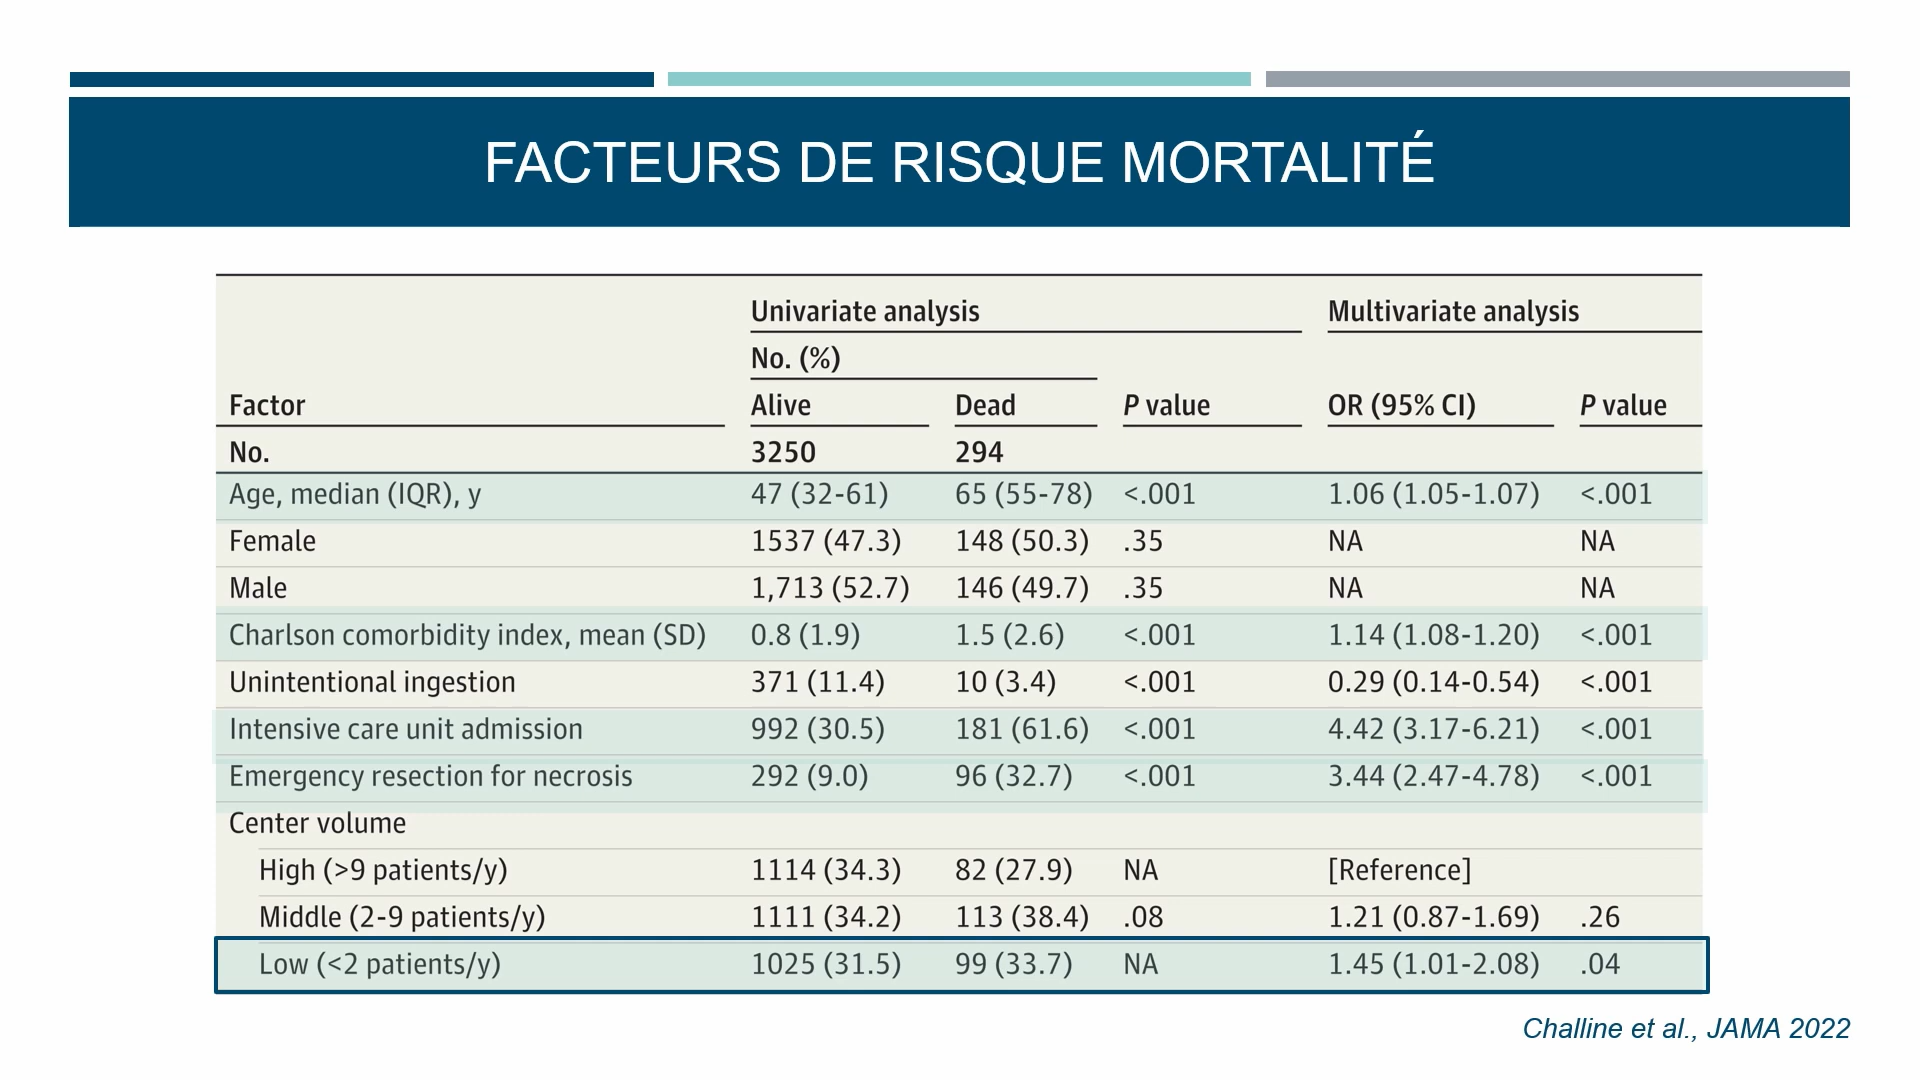 FACTEURS DE RISQUE MORTALITÉ
Univariate analysis Multivariate analysis
No. (%)
Factor Alive Dead P value OR (95% CI) P value
No. 3250 294
Age, median (IQR), y 47 (32-61) 65 (55-78) <.001 1.06 (1.05-1.07) <.001
Female 1537 (47.3) 148 (50.3) .35 NA NA
Male 1,713 (52.7) 146 (49.7) .35 NA NA
Charlson comorbidity index, mean (SD) 0.8 (1.9) 1.5 (2.6) <.001 1.14 (1.08-1.20) <.001
Unintentional ingestion 371 (11.4) 10 (3.4) <.001 0.29 (0.14-0.54) <.001
Intensive care unit admission 992 (30.5) 181 (61.6) <.001 4.42 (3.17-6.21) <.001
Emergency resection for necrosis 292 (9.0) 96 (32.7) <.001 3.44 (2.47-4.78) <.001
Center volume
High (>9 patients/y) 1114 (34.3) 82 (27.9) NA [Reference]
Middle (2-9 patients/y) 1111 (34.2) 113 (38.4) .08 1.21 (0.87-1.69) .26
Low (<2 patients/y) 1025 (31.5) 99 (33.7) NA 1.45 (1.01-2.08) .04
Challine et al., JAMA 2022